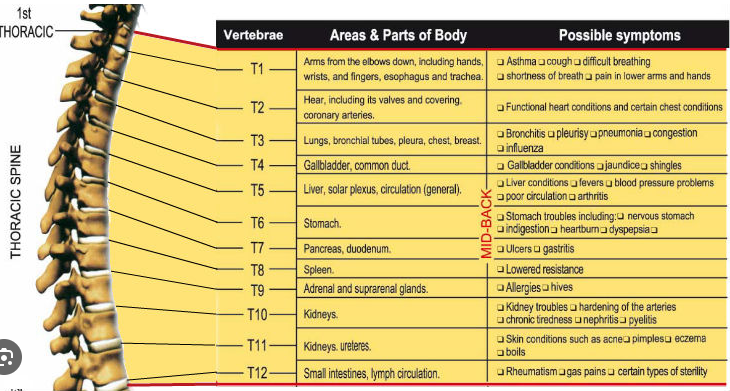 1st
THORACIC
THORACIC SPINE
Vertebrae Areas & Parts of Body Possible symptoms
T1 Arms from the elbows down, including hands, ❑ Asthma ❑ cough ❑ difficult breathing
wrists, and fingers, esophagus and trachea. ❑ shortness of breath ❑ pain in lower arms and hands
T2 Hear, including its valves and covering, ❑ Functional heart conditions and certain chest conditions
coronary arteries.
T3 Lungs, bronchial tubes, pleura, chest, breast. ❑ Bronchitis ❑ pleurisy ❑ pneumonia ❑ congestion
❑ influenza
T4 Gallbladder, common duct. ❑ Gallbladder conditions ❑ jaundice ❑ shingles
T5 Liver, solar plexus, circulation (general). ❑ Liver conditions ❑ fevers ❑ blood pressure problems
❑ poor circulation ❑ arthritis
MID-BACK
T6 Stomach. ❑ Stomach troubles including: ❑ nervous stomach
❑ indigestion ❑ heartburn ❑ dyspepsia ❑
T7 Pancreas, duodenum. ❑ Ulcers ❑ gastritis
T8 Spleen. ❑ Lowered resistance
T9 Adrenal and suprarenal glands. ❑ Allergies ❑ hives
T10 Kidneys. ❑ Kidney troubles ❑ hardening of the arteries
❑ chronic tiredness ❑ nephritis ❑ pyelitis
T11 Kidneys. ureteres. ❑ Skin conditions such as acne ❑ pimples ❑ eczema
❑ boils
T12 Small intestines, lymph circulation. ❑ Rheumatism ❑ gas pains ❑ certain types of sterility